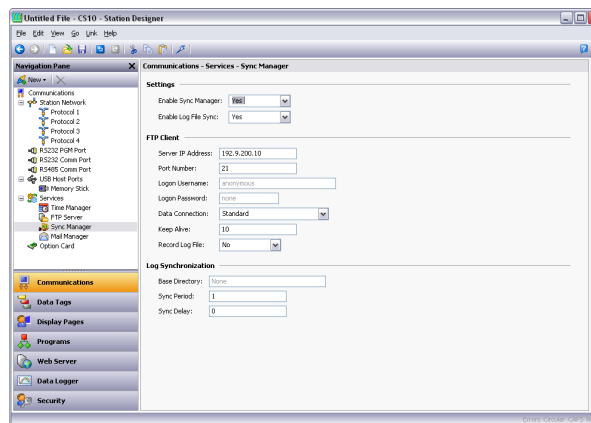 Untitled File - CS10 - Station Designer
File Edit View Go Link Help
Navigation Pane
New
Communications
Station Network
Protocol 1
Protocol 2
Protocol 3
Protocol 4
RS232 PGM Port
RS232 Comm Port
RS485 Comm Port
USB Host Ports
Memory Stick
Services
Time Manager
FTP Server
Sync Manager
Mail Manager
Option Card
Communications
Data Tags
Display Pages
Programs
Web Server
Data Logger
Security
Communications - Services - Sync Manager
Settings
Enable Sync Manager: Yes
Enable Log File Sync: Yes
FTP Client
Server IP Address: 192.9.200.10
Port Number: 21
Logon Username: anonymous
Logon Password: none
Data Connection: Standard
Keep Alive: 10
Record Log File: No
Log Synchronization
Base Directory: None
Sync Period: 1
Sync Delay: 0
Errors Circular CAPS